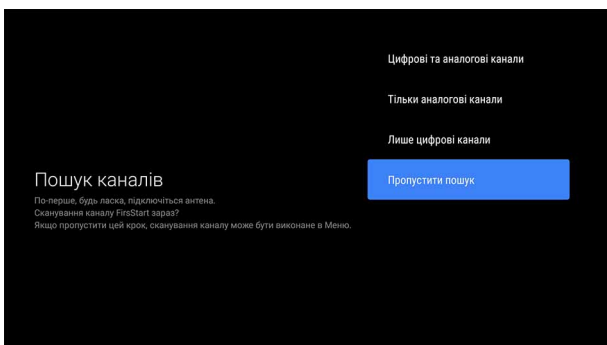 Цифрові та аналогові канали
Тільки аналогові канали
Лише цифрові канали
Пропустити пошук
Пошук каналів
По-перше, будь ласка, підключіться антена.
Сканування каналу FirsStart зараз?
Якщо пропустити цей крок, сканування каналу може бути виконане в Меню.